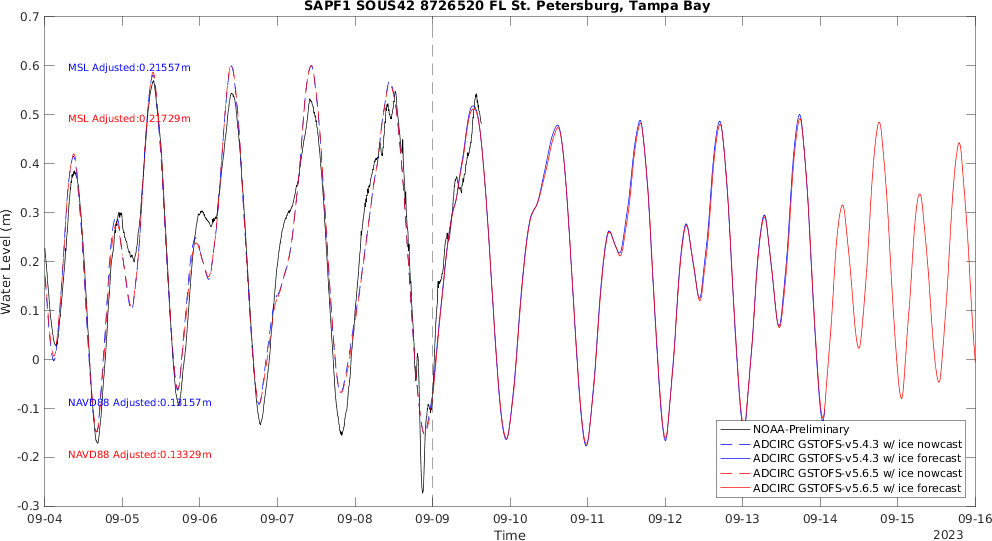 SAPF1 SOUS42 8726520 FL St. Petersburg, Tampa Bay
0.7
0.6
0.5
0.4
0.3
0.2
0.1
0
-0.1
-0.2
-0.3
Water Level (m)
MSL Adjusted:0.21557m
MSL Adjusted:0.21729m
NAVD88 Adjusted:0.13157m
NAVD88 Adjusted:0.13329m
NOAA-Preliminary
ADCIRC GSTOFS-v5.4.3 w/ ice nowcast
ADCIRC GSTOFS-v5.4.3 w/ ice forecast
ADCIRC GSTOFS-v5.6.5 w/ ice nowcast
ADCIRC GSTOFS-v5.6.5 w/ ice forecast
09-04 09-05 09-06 09-07 09-08 09-09 09-10 09-11 09-12 09-13 09-14 09-15 09-16
Time
2023